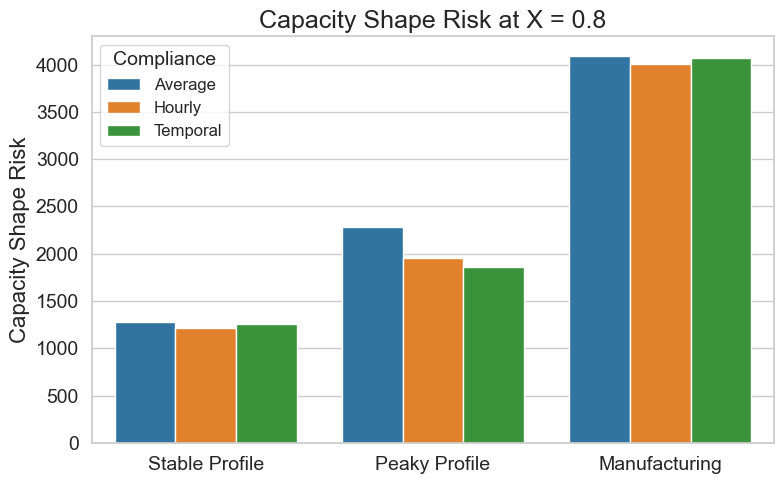 Capacity Shape Risk at X = 0.8
Capacity Shape Risk
4000
3500
3000
2500
2000
1500
1000
500
0
Compliance
Average
Hourly
Temporal
Stable Profile
Peaky Profile
Manufacturing